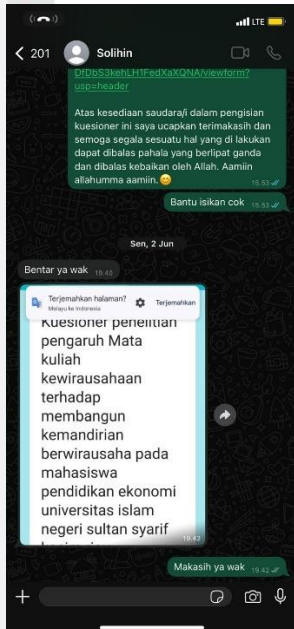 LTE
201
Solihin
DfDbS3kehLH1FedXaXQNA/viewform?
usp=header
Atas kesediaan saudara/i dalam pengisian
kuesioner ini saya ucapkan terimakasih dan
semoga segala sesuatu hal yang di lakukan
dapat dibalas pahala yang berlipat ganda
dan dibalas kebaikan oleh Allah. Aamiin
allahumma aamiin.😊
15.53
Bantu isikan cok 15.53
Sen, 2 Jun
Bentar ya wak 19.40
Terjemahkan halaman?
Melayu ke Indonesia
Terjemahkan
Kuesioner penelitian
pengaruh Mata
kuliah
kewirausahaan
terhadap
membangun
kemandirian
berwirausaha pada
mahasiswa
pendidikan ekonomi
universitas islam
negeri sultan syarif
19.42
Makasih ya wak 19.42